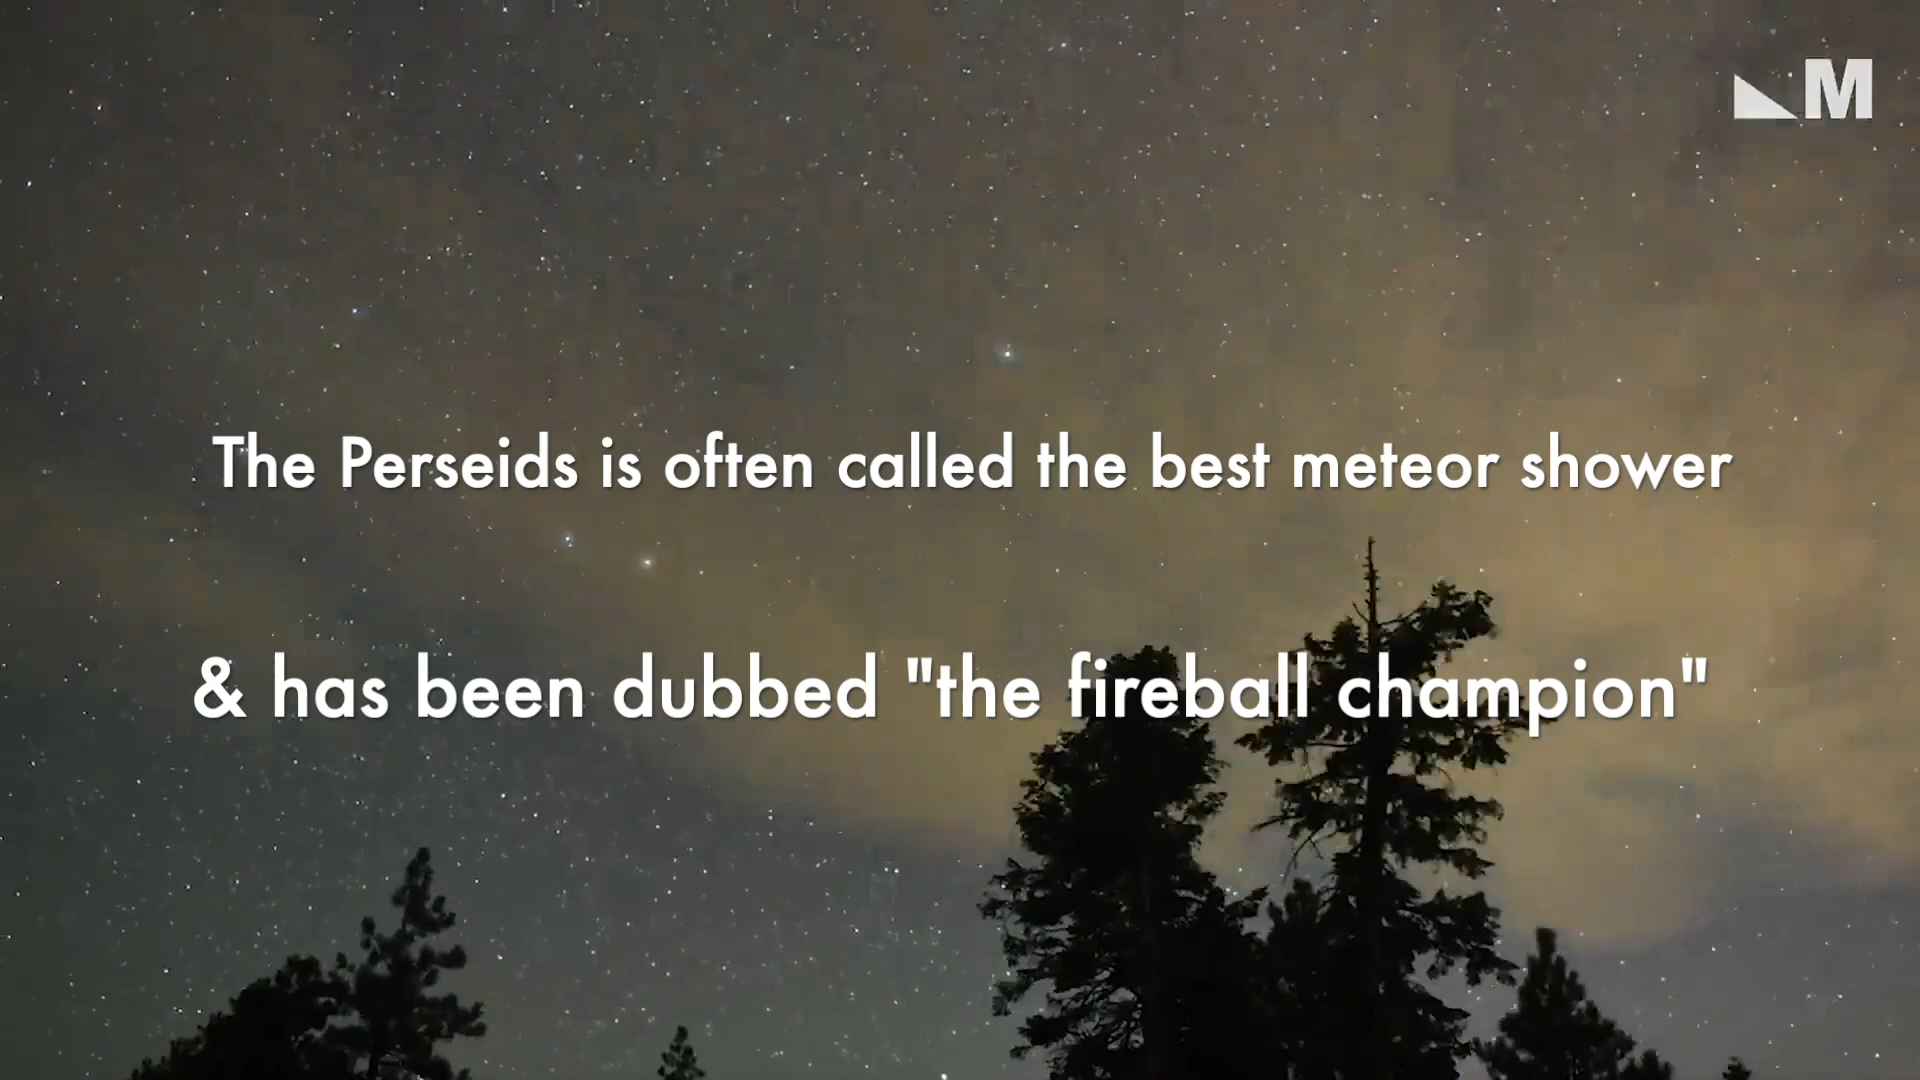 M
The Perseids is often called the best meteor shower
& has been dubbed "the fireball champion"